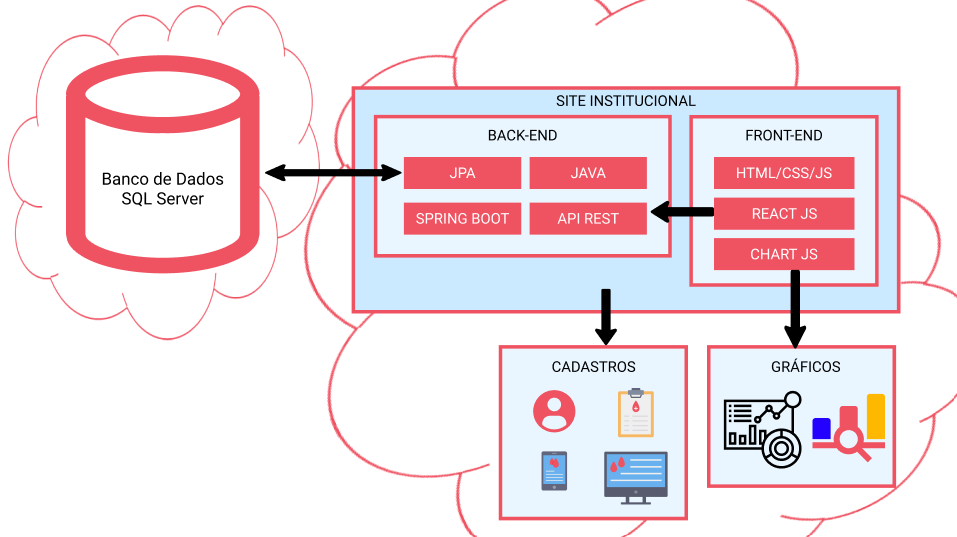 SITE INSTITUCIONAL
BACK-END
FRONT-END
JPA
JAVA
HTML/CSS/JS
Banco de Dados
SQL Server
SPRING BOOT
API REST
REACT JS
CHART JS
CADASTROS
GRÁFICOS